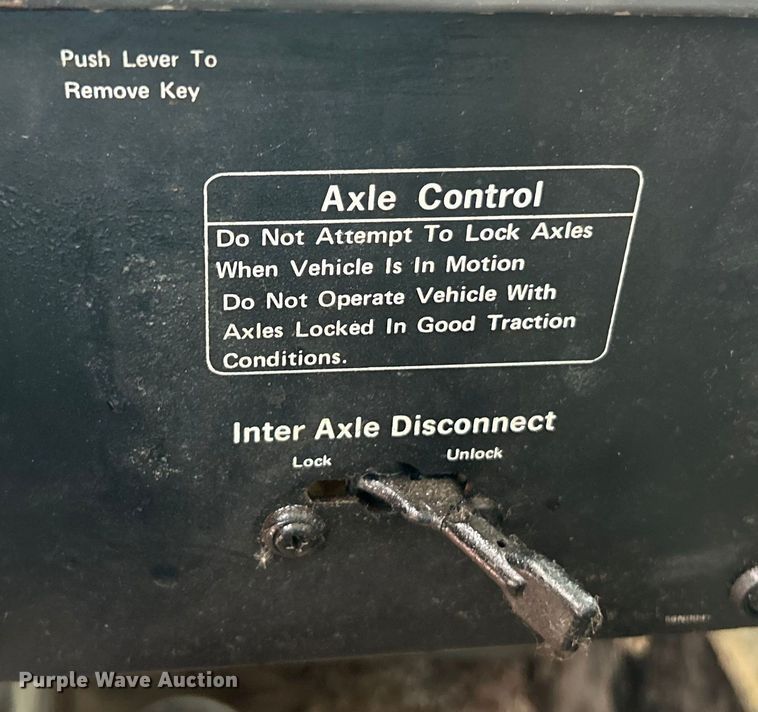 Push Lever To
Remove Key
Axle Control
Do Not Attempt To Lock Axles
When Vehicle Is In Motion
Do Not Operate Vehicle With
Axles Locked In Good Traction
Conditions.
Inter Axle Disconnect
Lock Unlock
Purple Wave Auction